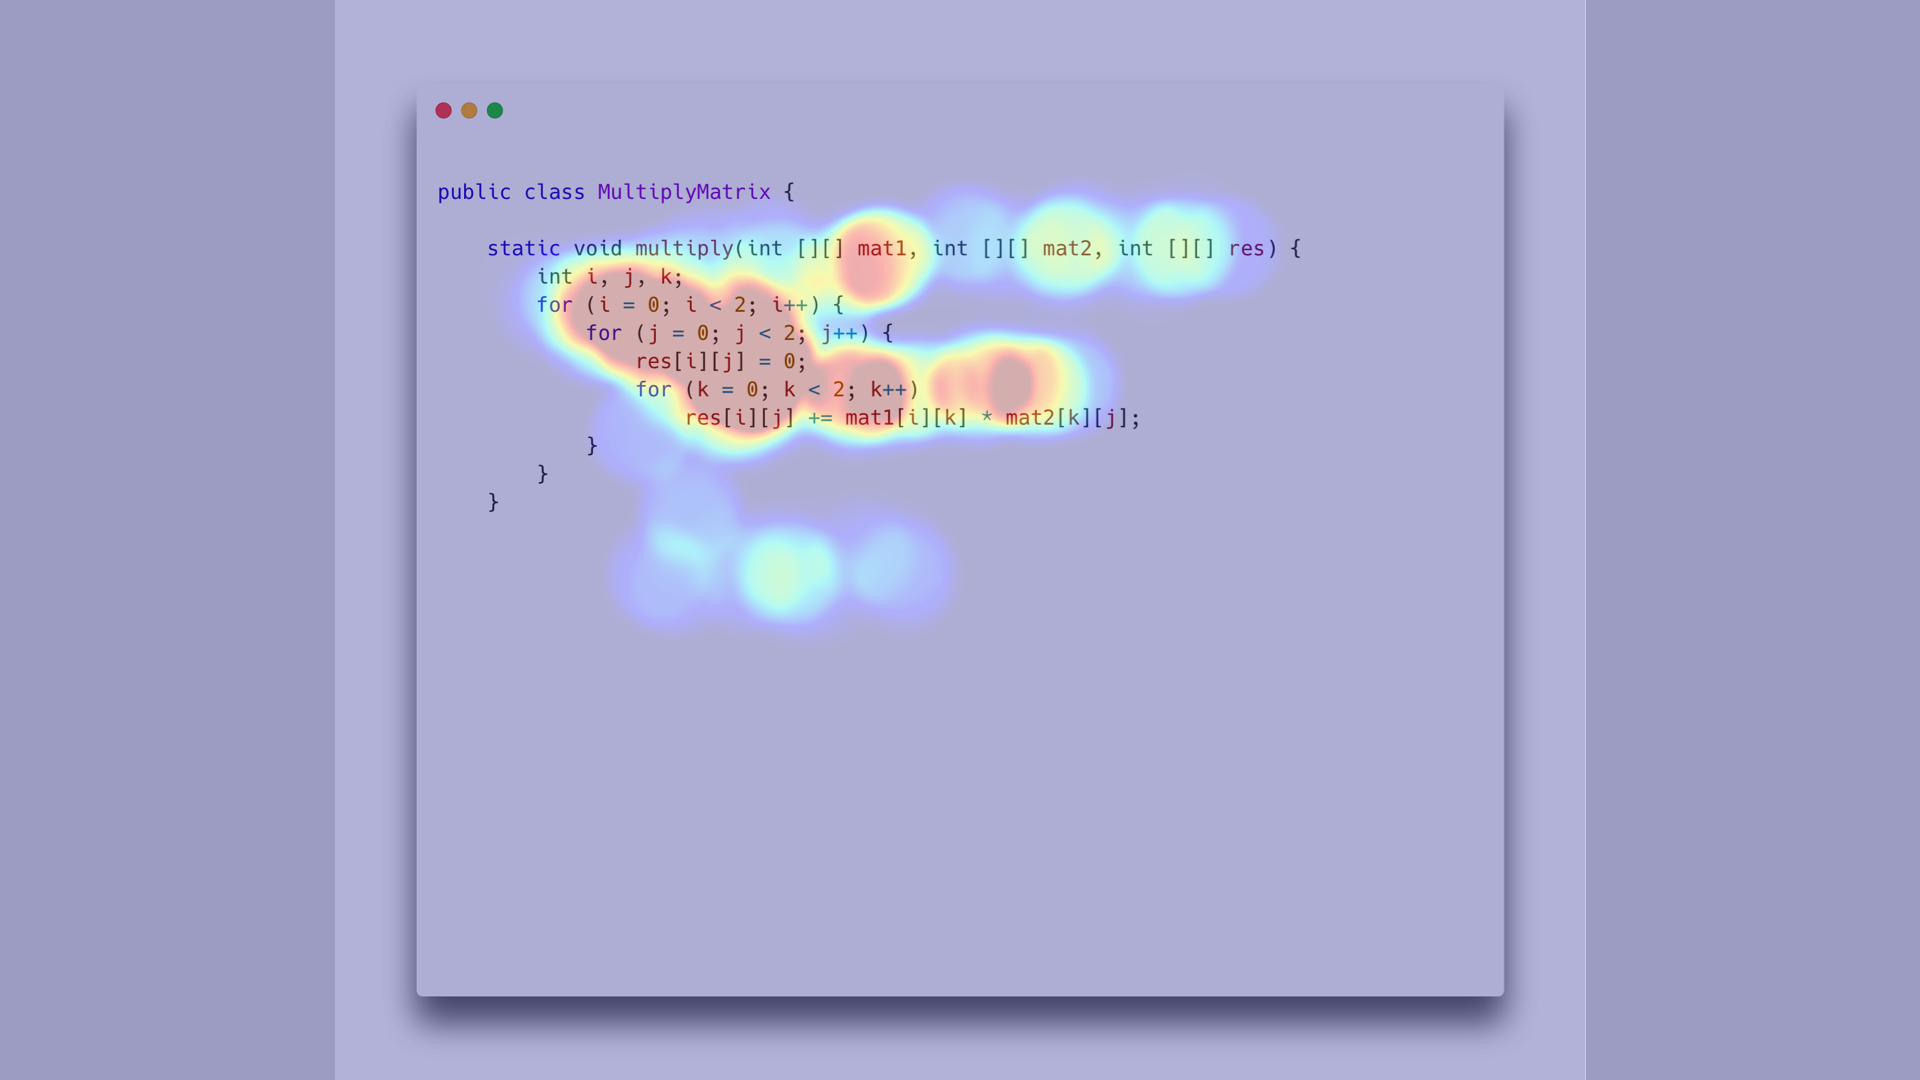 public class MultiplyMatrix {
static void multiply(int [][] mat1, int [][] mat2, int [][] res) {
int i, j, k;
for (i = 0; i < 2; i++) {
for (j = 0; j < 2; j++) {
res[i][j] = 0;
for (k = 0; k < 2; k++)
res[i][j] += mat1[i][k] * mat2[k][j];
}
}
}